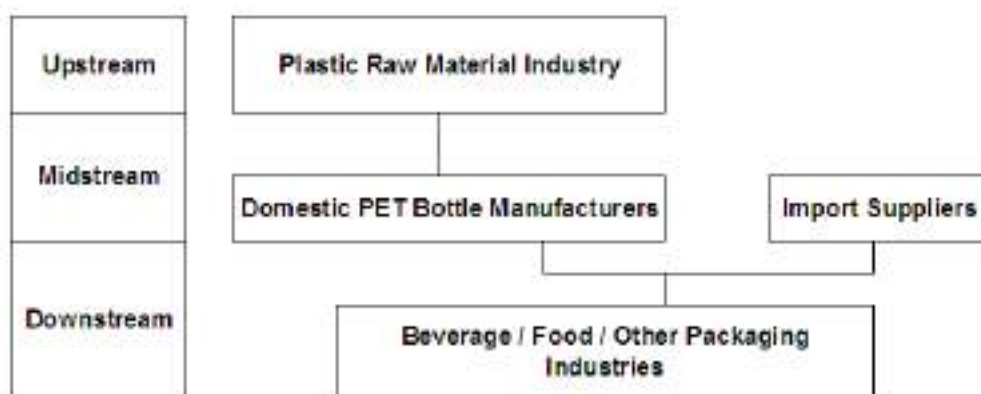 Upstream
Plastic Raw Material Industry
Midstream
Domestic PET Bottle Manufacturers
Import Suppliers
Downstream
Beverage / Food / Other Packaging
Industries